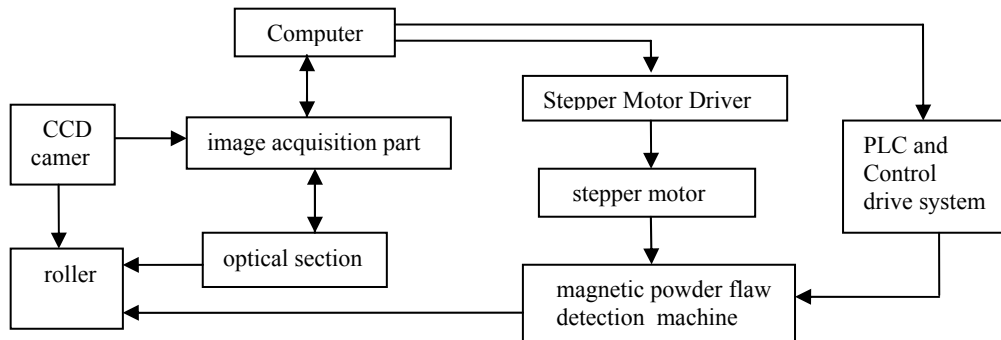 Computer
Stepper Motor Driver
CCD
camer
image acquisition part
PLC and
Control
drive system
stepper motor
optical section
roller
magnetic powder flaw
detection machine